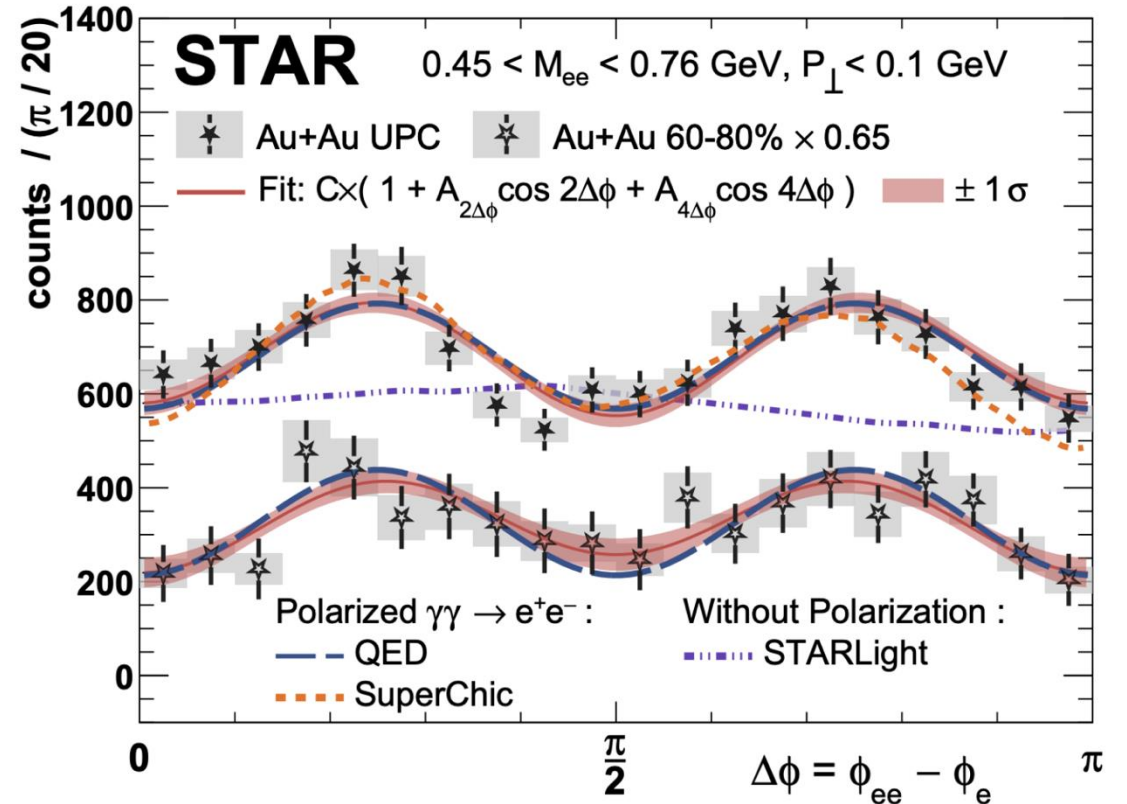 1400
1200
1000
800
600
400
200
0
counts / (π / 20)
STAR 0.45 < M_ee < 0.76 GeV, P_⊥ < 0.1 GeV
Au+Au UPC Au+Au 60-80% × 0.65
Fit: C×( 1 + A_2Δϕ cos 2Δϕ + A_4Δϕ cos 4Δϕ ) ± 1 σ
Polarized γγ → e⁺e⁻ : Without Polarization :
QED STARLight
SuperChic
0 π/2 Δϕ = ϕ_ee − ϕ_e π